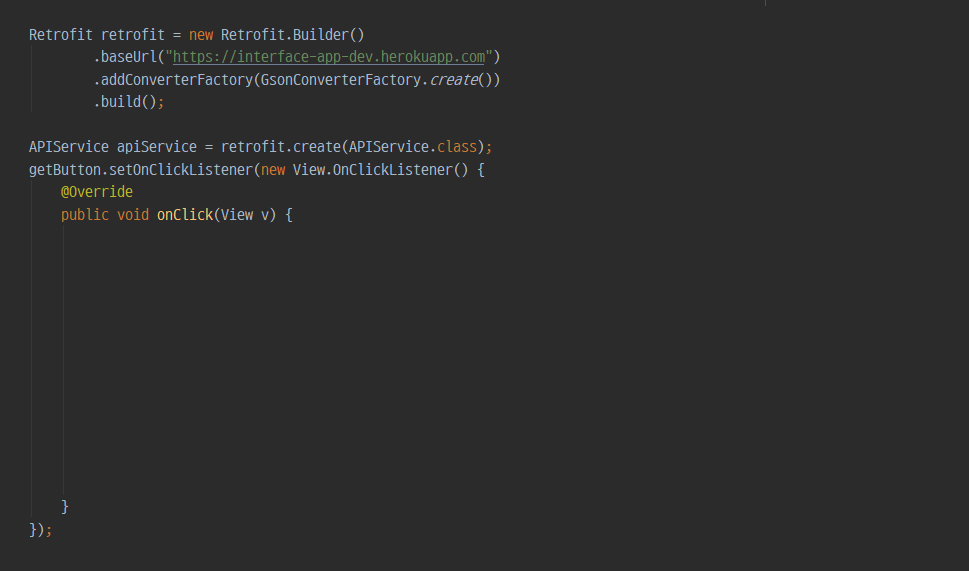 Retrofit retrofit = new Retrofit.Builder()
.baseUrl("https://interface-app-dev.herokuapp.com")
.addConverterFactory(GsonConverterFactory.create())
.build();
APIService apiService = retrofit.create(APIService.class);
getButton.setOnClickListener(new View.OnClickListener() {
@Override
public void onClick(View v) {
}
});